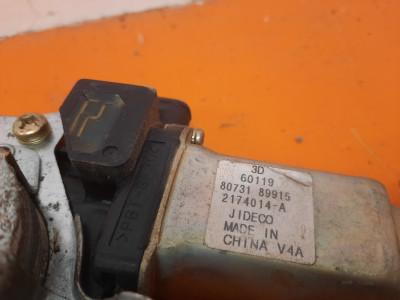 3D
60119
80731 89915
2174014-A
JIDECO
MADE IN
CHINA V4A